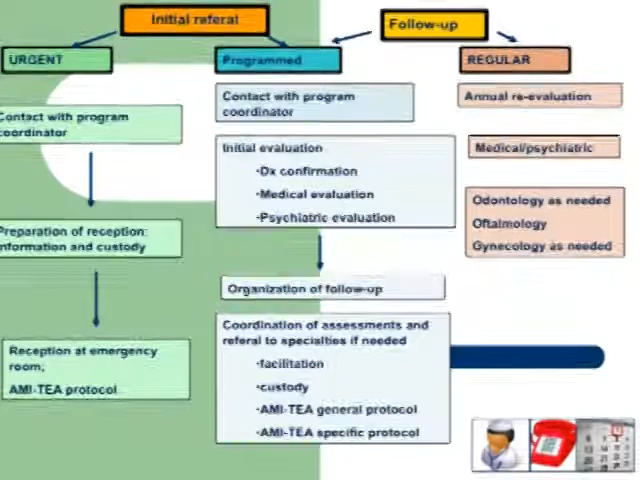 Initial referal
Follow-up
URGENT
Programmed
REGULAR
Contact with program
coordinator
Preparation of reception:
information and custody
Reception at emergency
room;
AMI-TEA protocol
Contact with program
coordinator
Initial evaluation
·Dx confirmation
·Medical evaluation
·Psychiatric evaluation
Organization of follow-up
Coordination of assessments and
referal to specialties if needed
·facilitation
·custody
·AMI-TEA general protocol
·AMI-TEA specific protocol
Annual re-evaluation
Medical/psychiatric
Odontology as needed
Oftalmology
Gynecology as needed